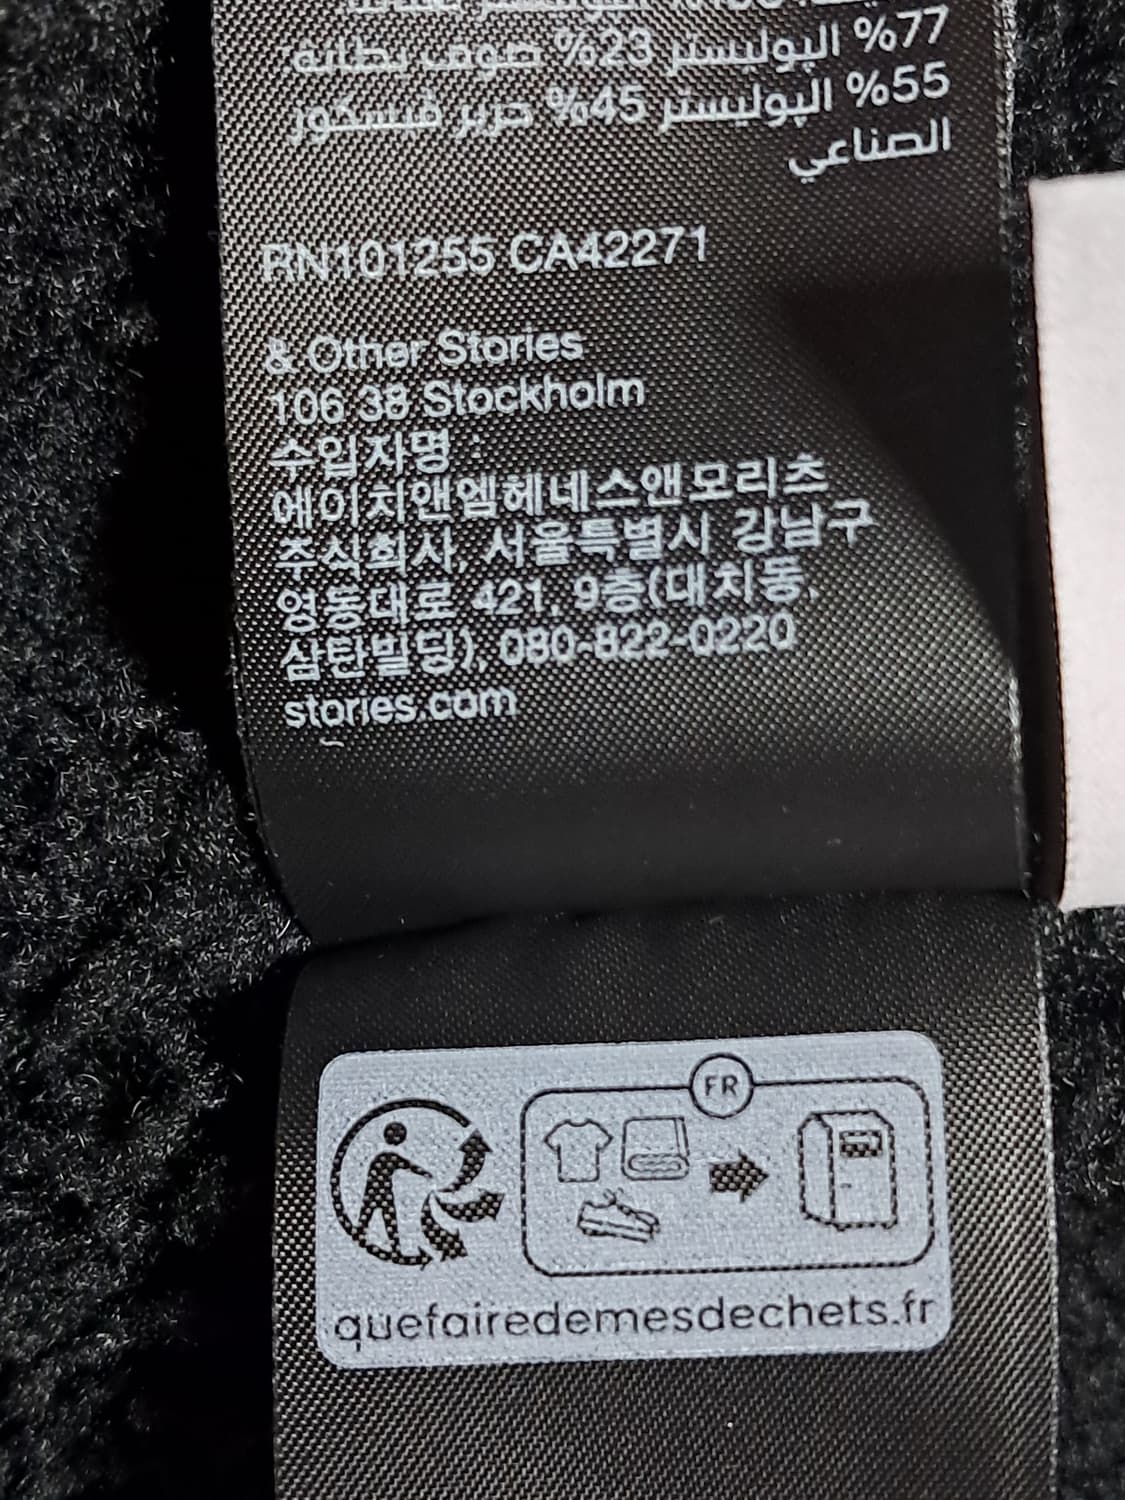 %77 البوليستر %23 صوف بطانه:
%55 البوليستر %45 حرير فيسكور
الصناعي
RN101255 CA42271
& Other Stories
106 38 Stockholm
수입자명 :
에이치앤엠헤네스앤모리츠
주식회사, 서울특별시 강남구
영동대로 421, 9층(대치동,
삼탄빌딩), 080-822-0220
stories.com
FR
quefairedemesdechets.fr